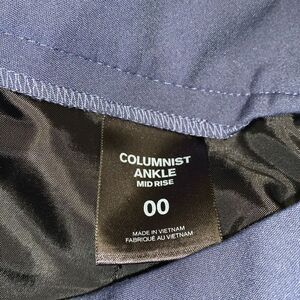 COLUMNIST
ANKLE
MID RISE
00
MADE IN VIETNAM
FABRIQUÉ AU VIETNAM